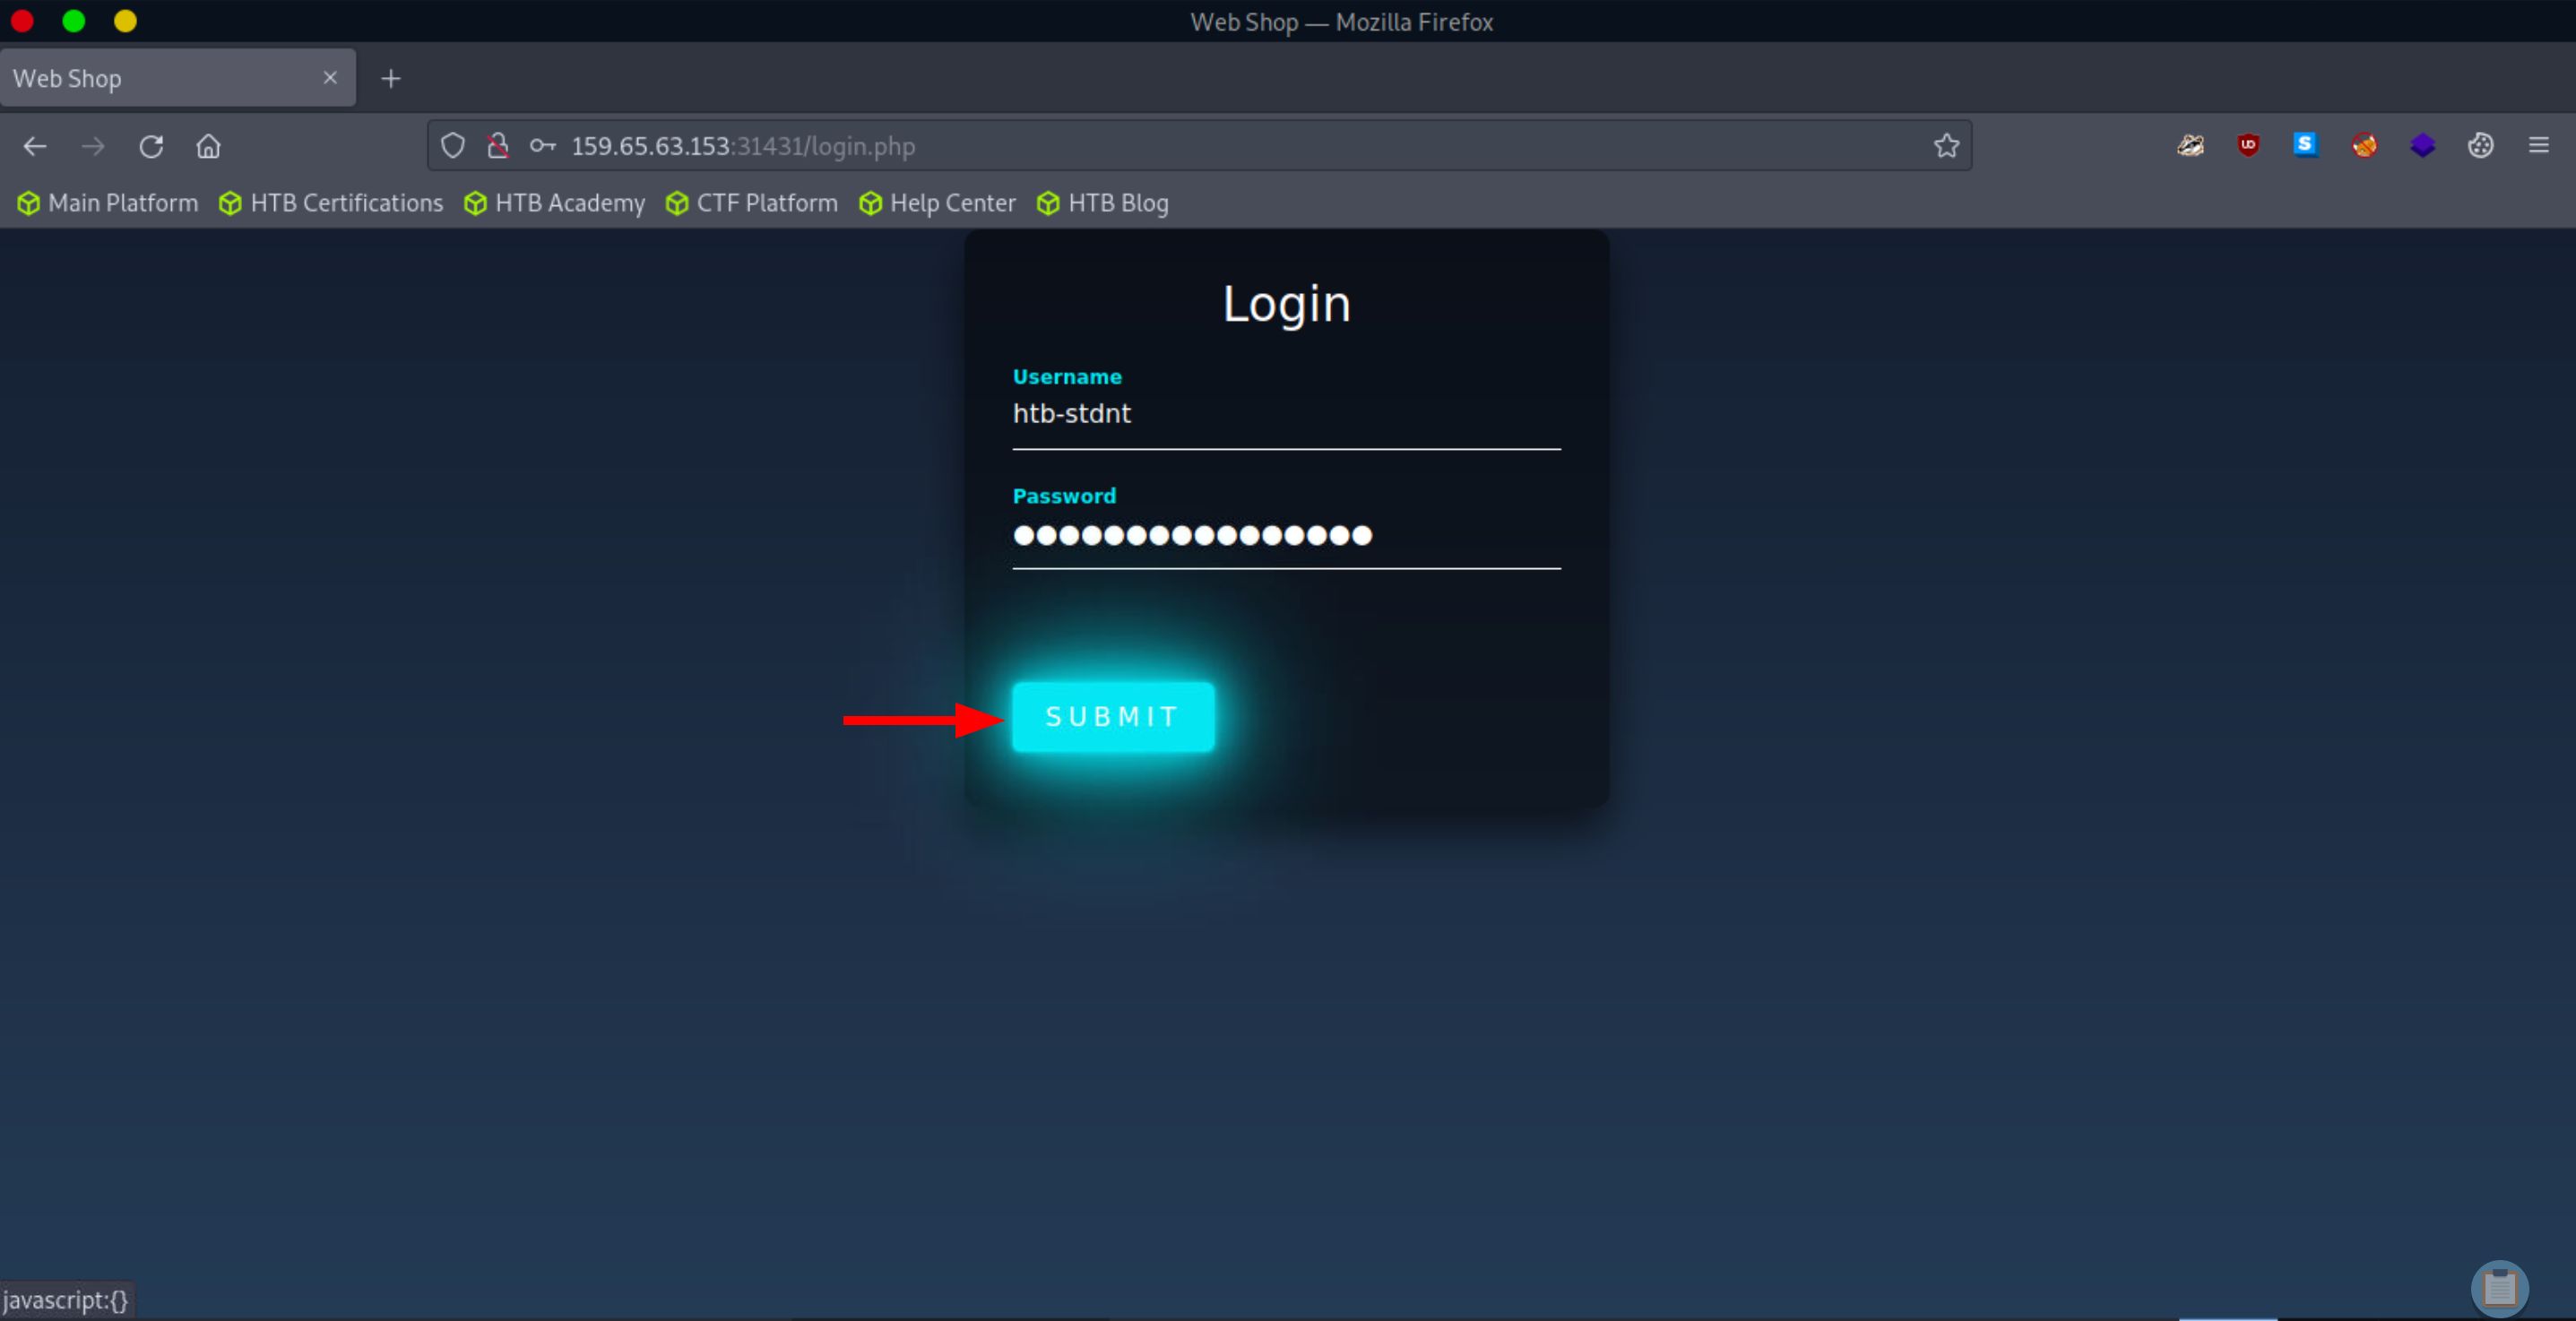 Web Shop — Mozilla Firefox
Web Shop
159.65.63.153:31431/login.php
Main Platform HTB Certifications HTB Academy CTF Platform Help Center HTB Blog
Login
Username
htb-stdnt
Password
●●●●●●●●●●●●●●●●
SUBMIT
javascript:{}